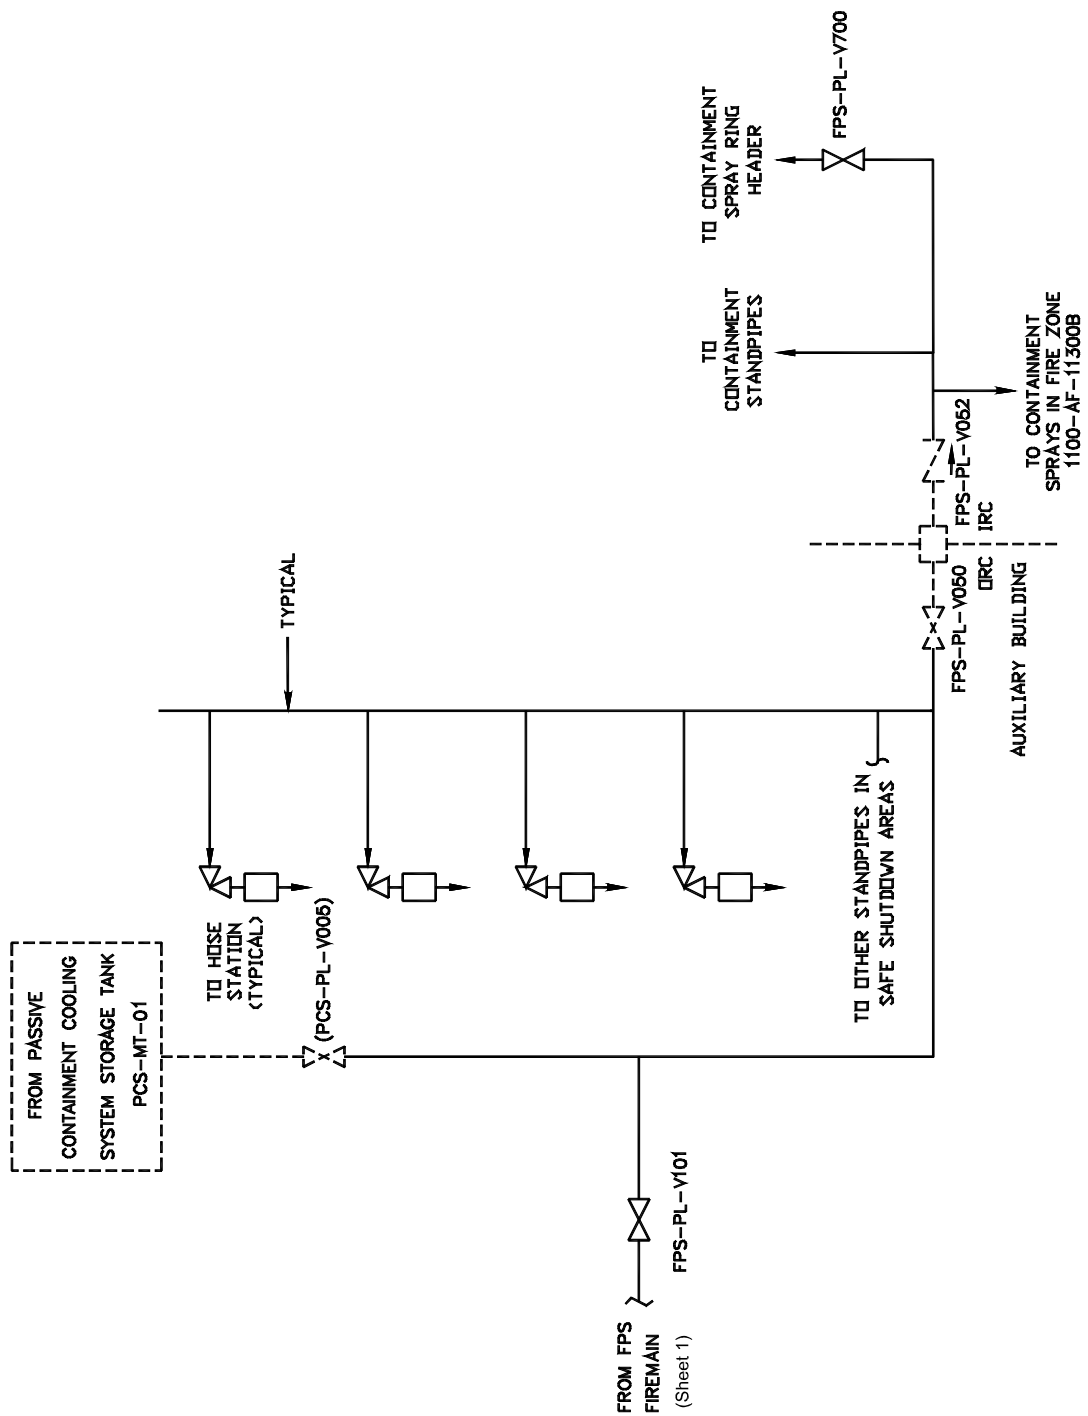 FROM PASSIVE
CONTAINMENT COOLING
SYSTEM STORAGE TANK
PCS-MT-01
TO HOSE
STATION
(TYPICAL)
(PCS-PL-V005)
TYPICAL
TO CONTAINMENT
SPRAY RING
HEADER
FPS-PL-V700
TO
CONTAINMENT
STANDPIPES
FROM FPS
FIREMAIN
(Sheet 1)
FPS-PL-V101
TO OTHER STANDPIPES IN
SAFE SHUTDOWN AREAS
FPS-PL-V050
ORC
IRC
AUXILIARY BUILDING
FPS-PL-V052
TO CONTAINMENT
SPRAYS IN FIRE ZONE
1100-AF-11300B